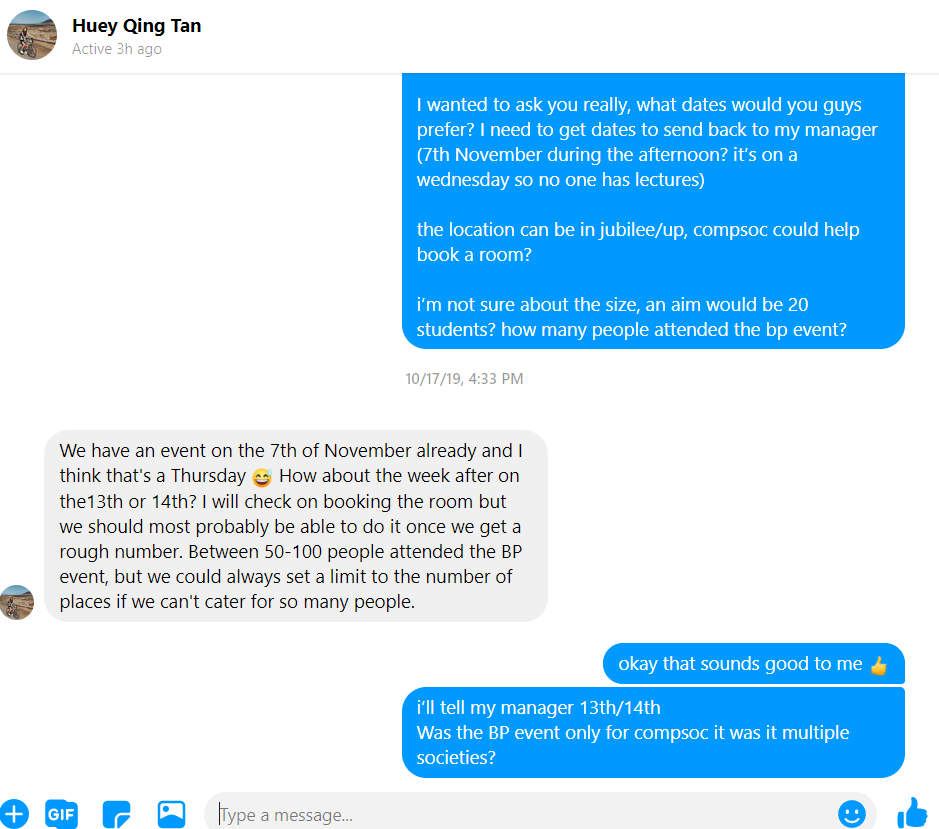 Huey Qing Tan
Active 3h ago
I wanted to ask you really, what dates would you guys
prefer? I need to get dates to send back to my manager
(7th November during the afternoon? it's on a
wednesday so no one has lectures)
the location can be in jubilee/up, compsoc could help
book a room?
i'm not sure about the size, an aim would be 20
students? how many people attended the bp event?
10/17/19, 4:33 PM
We have an event on the 7th of November already and I
think that's a Thursday 😅 How about the week after on
the13th or 14th? I will check on booking the room but
we should most probably be able to do it once we get a
rough number. Between 50-100 people attended the BP
event, but we could always set a limit to the number of
places if we can't cater for so many people.
okay that sounds good to me 👍
i'll tell my manager 13th/14th
Was the BP event only for compsoc it was it multiple
societies?
GIF
Type a message...